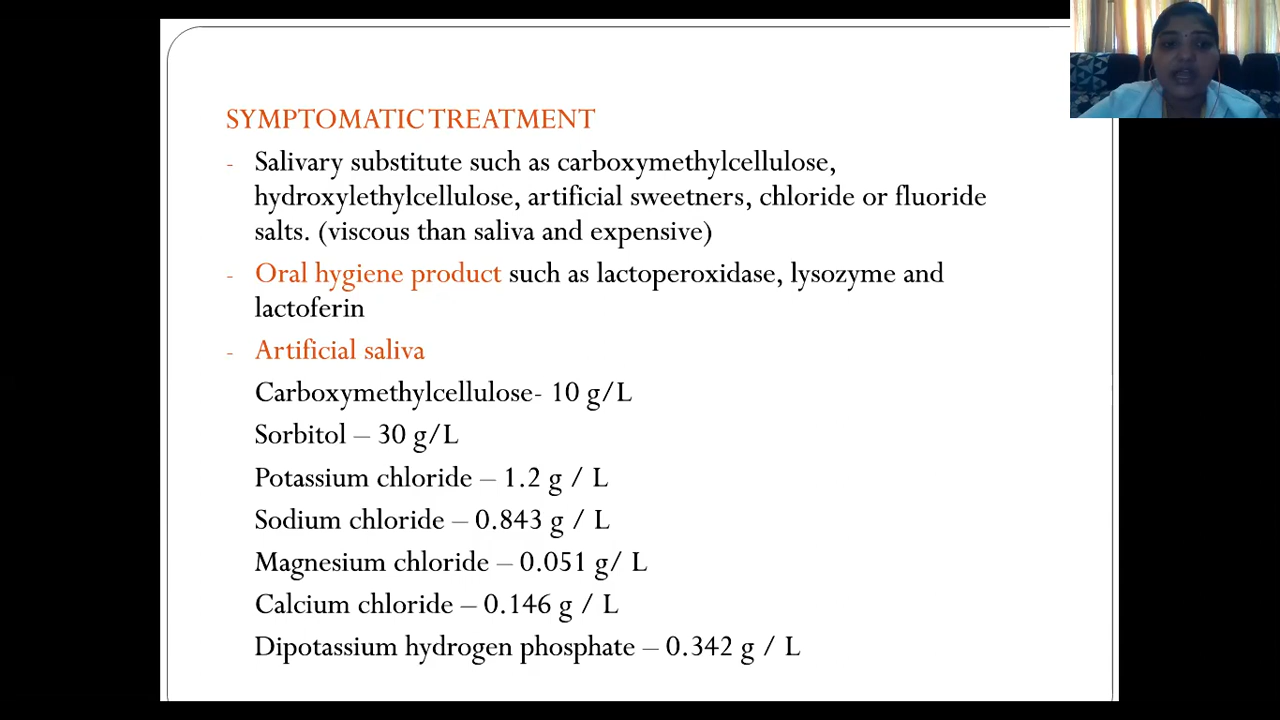 SYMPTOMATIC TREATMENT
- Salivary substitute such as carboxymethylcellulose,
hydroxylethylcellulose, artificial sweetners, chloride or fluoride
salts. (viscous than saliva and expensive)
- Oral hygiene product such as lactoperoxidase, lysozyme and
lactoferin
- Artificial saliva
Carboxymethylcellulose- 10 g/L
Sorbitol – 30 g/L
Potassium chloride – 1.2 g / L
Sodium chloride – 0.843 g / L
Magnesium chloride – 0.051 g/ L
Calcium chloride – 0.146 g / L
Dipotassium hydrogen phosphate – 0.342 g / L